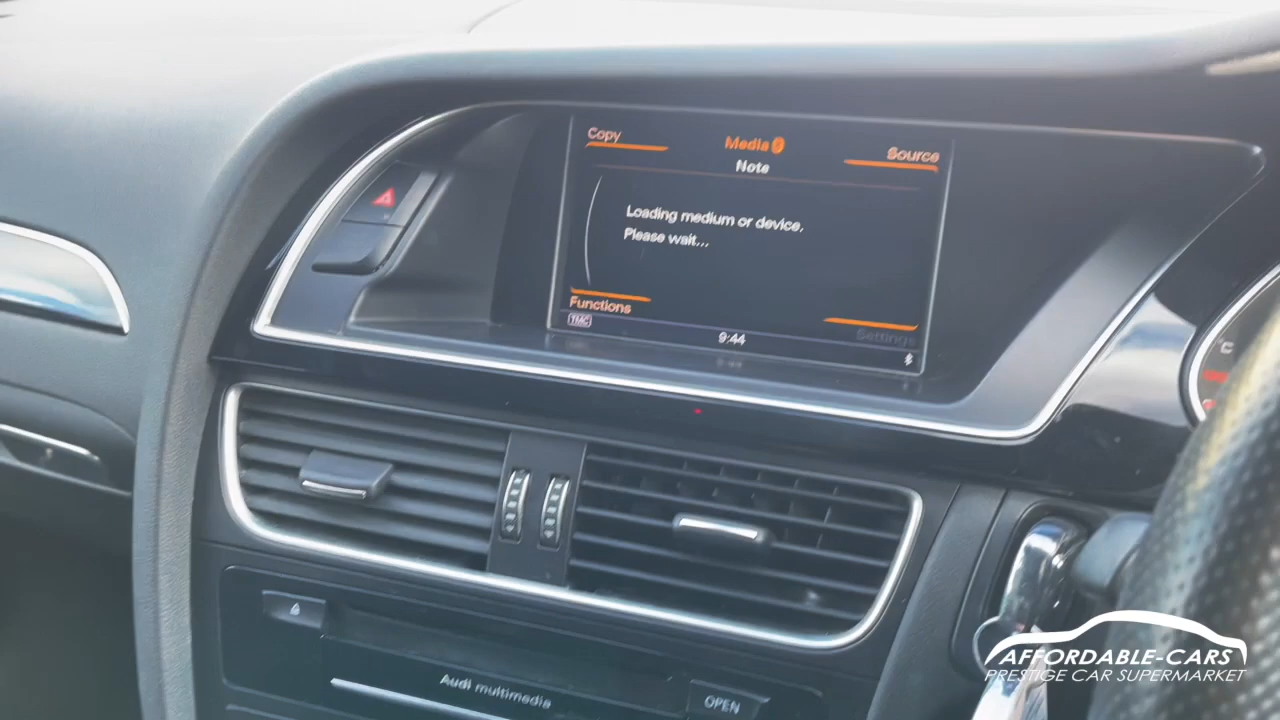 Copy
Media
Source
Note
Loading medium or device.
Please wait...
Functions
Settings
TMC
9:44
C
Audi multimedia
OPEN
AFFORDABLE-CARS
PRESTIGE CAR SUPERMARKET